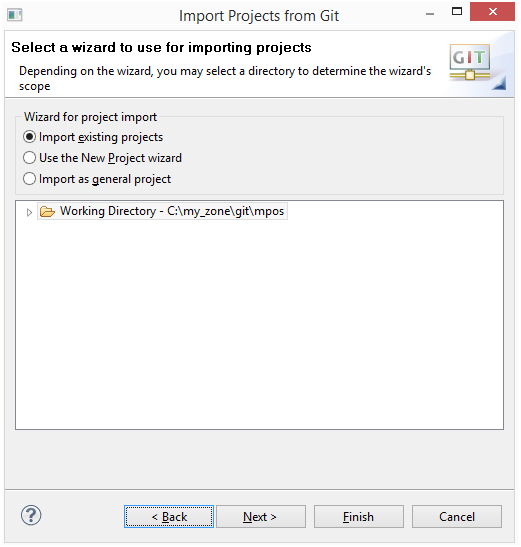 Import Projects from Git
Select a wizard to use for importing projects
Depending on the wizard, you may select a directory to determine the wizard's
scope
GIT
Wizard for project import
Import existing projects
Use the New Project wizard
Import as general project
Working Directory - C:\my_zone\git\mpos
?
< Back
Next >
Finish
Cancel